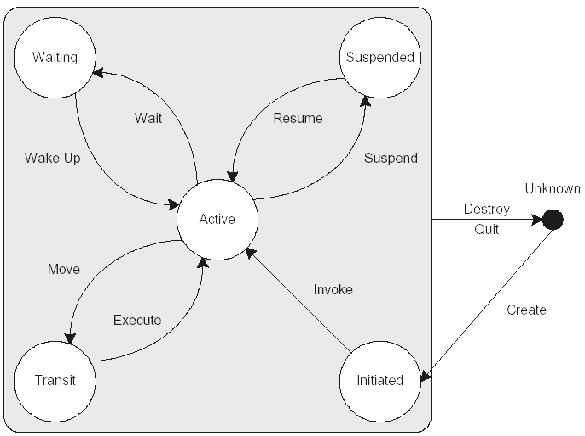 Waiting
Suspended
Wait
Resume
Wake Up
Suspend
Unknown
Active
Destroy
Quit
Move
Invoke
Create
Execute
Transit
Initiated